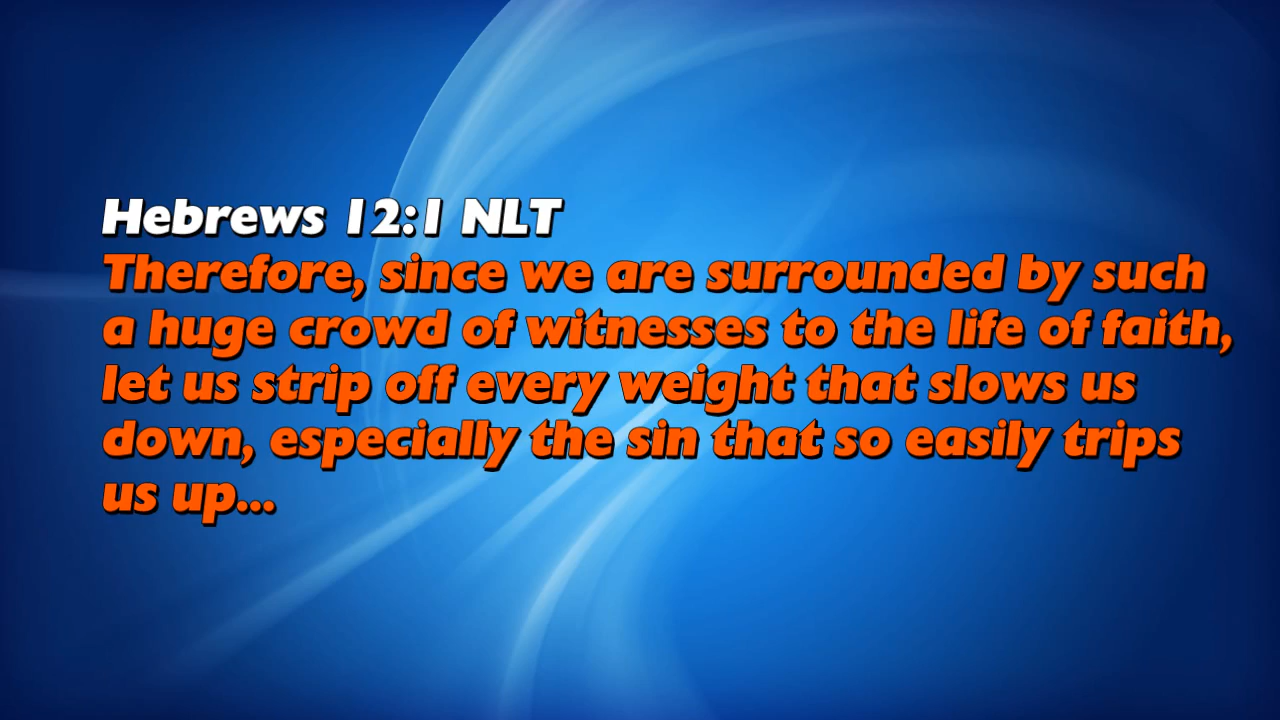 Hebrews 12:1 NLT
Therefore, since we are surrounded by such
a huge crowd of witnesses to the life of faith,
let us strip off every weight that slows us
down, especially the sin that so easily trips
us up...